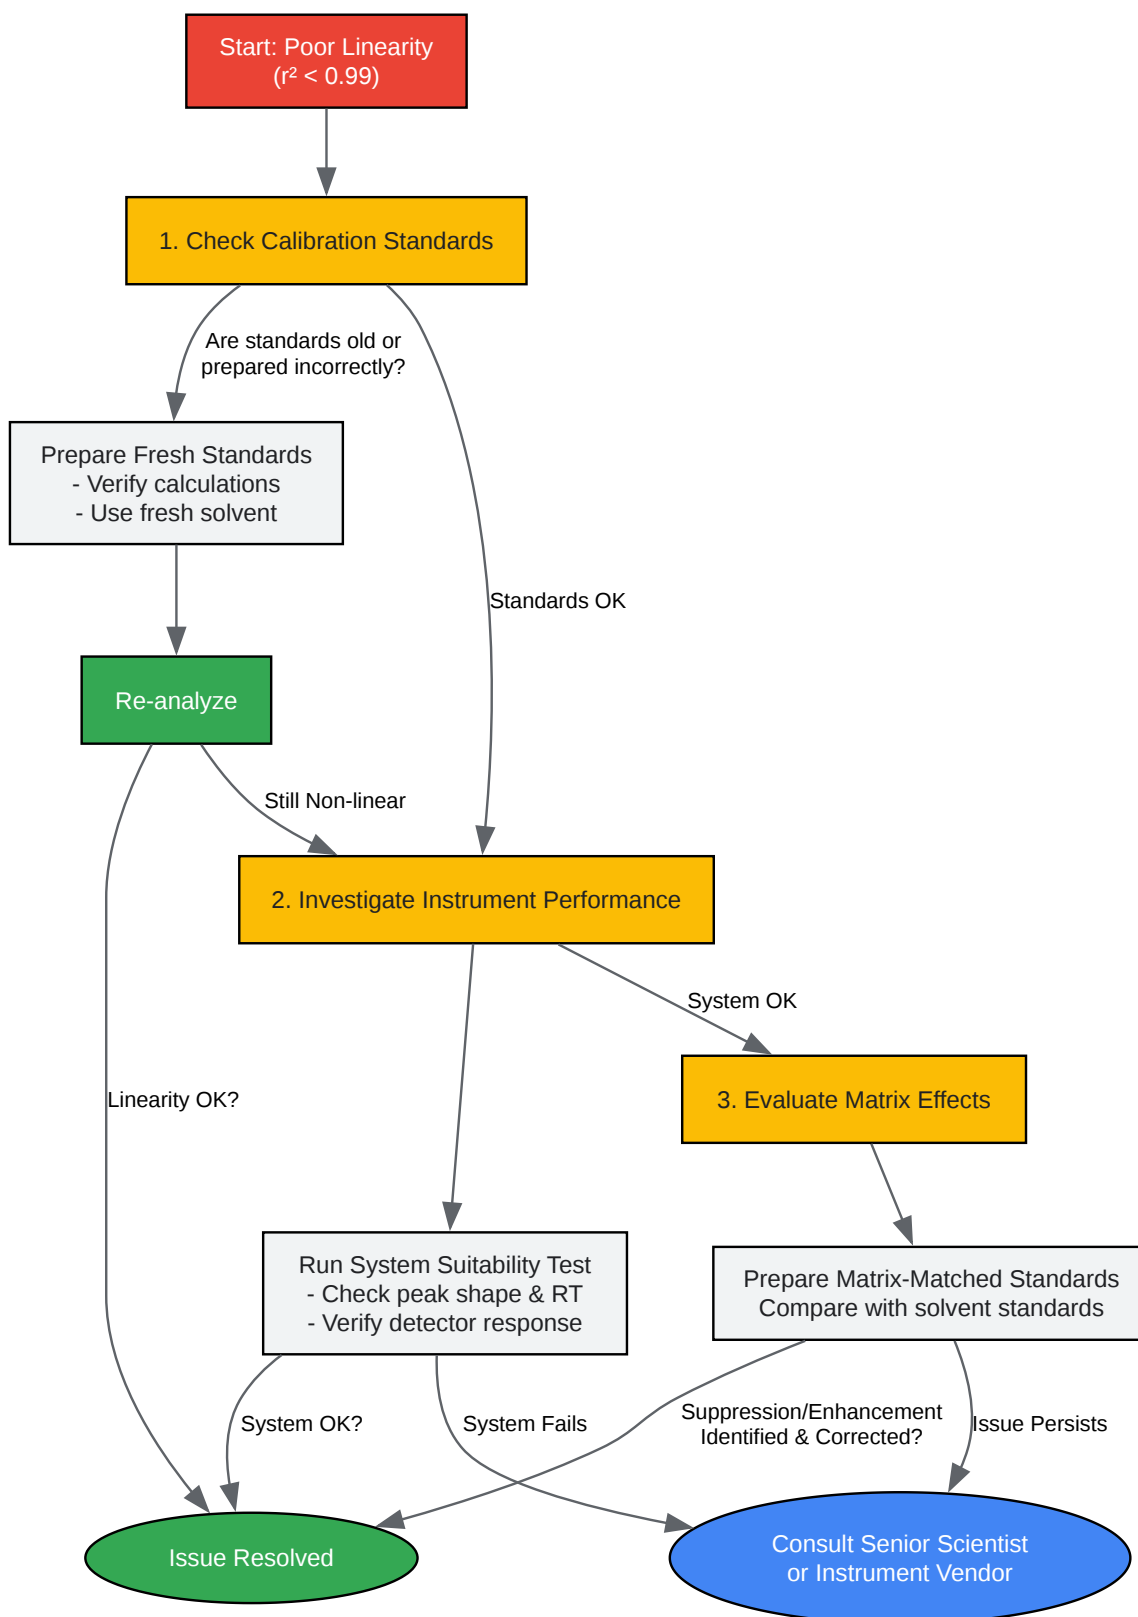 Start: Poor Linearity
(r² < 0.99)
1. Check Calibration Standards
Are standards old or
prepared incorrectly?
Prepare Fresh Standards
- Verify calculations
- Use fresh solvent
Standards OK
Re-analyze
Still Non-linear
2. Investigate Instrument Performance
System OK
3. Evaluate Matrix Effects
Linearity OK?
Run System Suitability Test
- Check peak shape & RT
- Verify detector response
Prepare Matrix-Matched Standards
Compare with solvent standards
System OK?
System Fails
Suppression/Enhancement
Identified & Corrected?
Issue Persists
Issue Resolved
Consult Senior Scientist
or Instrument Vendor